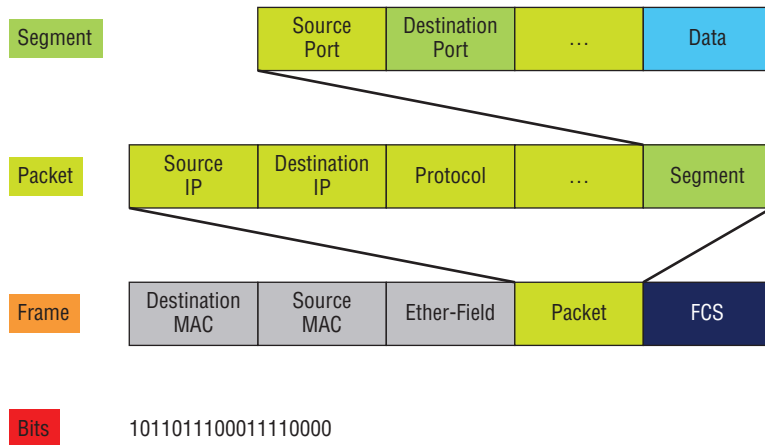 Segment
Source Port
Destination Port
...
Data
Packet
Source IP
Destination IP
Protocol
...
Segment
Frame
Destination MAC
Source MAC
Ether-Field
Packet
FCS
Bits
1011011100011110000